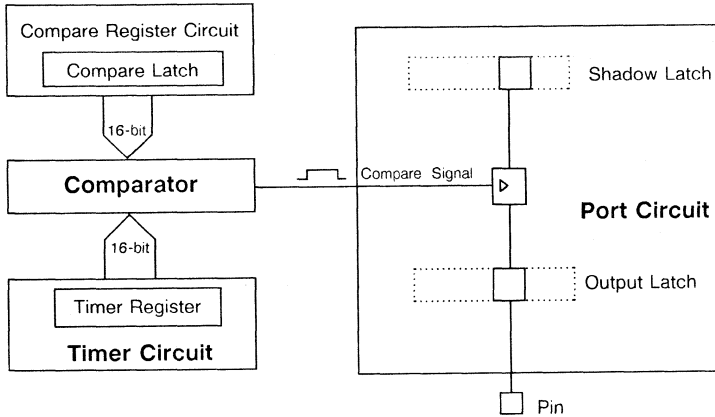 Compare Register Circuit
Compare Latch
16-bit
Comparator
16-bit
Timer Register
Timer Circuit
Compare Signal
Shadow Latch
Port Circuit
Output Latch
Pin